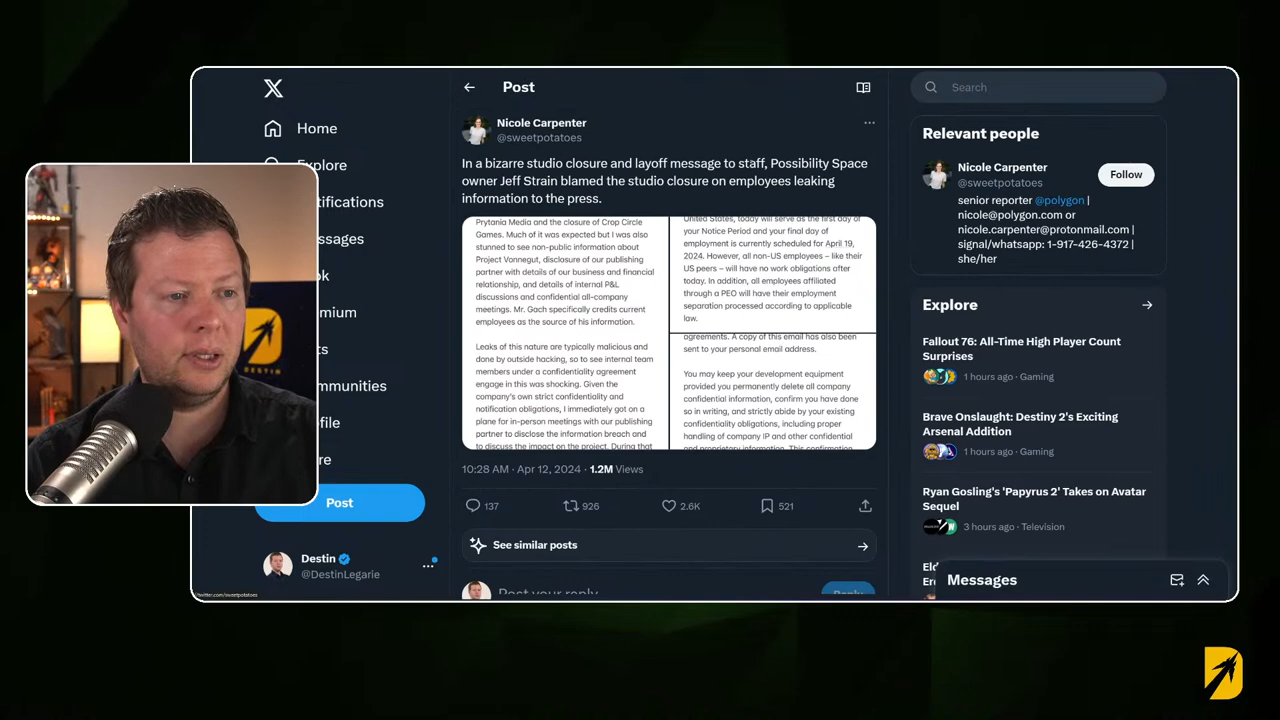 Post
Search
Home
Explore
tifications
ssages
ok
emium
ts
mmunities
file
re
Post
Destin
@DestinLegarie
Nicole Carpenter
@sweetpotatoes
In a bizarre studio closure and layoff message to staff, Possibility Space
owner Jeff Strain blamed the studio closure on employees leaking
information to the press.
Prytania Media and the closure of Crop Circle
Games. Much of it was expected but I was also
stunned to see non-public information about
Project Vonnegut, disclosure of our publishing
partner with details of our business and financial
relationship, and details of internal P&L
discussions and confidential all-company
meetings. Mr. Gach specifically credits current
employees as the source of his information.
Leaks of this nature are typically malicious and
done by outside hacking, so to see internal team
members under a confidentiality agreement
engage in this was shocking. Given the
company's own strict confidentiality and
notification obligations, I immediately got on a
plane for in-person meetings with our publishing
partner to disclose the information breach and
to discuss the impact on the project. During that
United States, today will serve as the first day of
your Notice Period and your final day of
employment is currently scheduled for April 19,
2024. However, all non-US employees – like their
US peers – will have no work obligations after
today. In addition, all employees affiliated
through a PEO will have their employment
separation processed according to applicable
law.
agreements. A copy of this email has also been
sent to your personal email address.
You may keep your development equipment
provided you permanently delete all company
confidential information, confirm you have done
so in writing, and strictly abide by your existing
confidentiality obligations, including proper
handling of company IP and other confidential
and proprietary information. This confirmation
10:28 AM · Apr 12, 2024 · 1.2M Views
137
926
2.6K
521
See similar posts
Post your reply
Reply
Relevant people
Nicole Carpenter
@sweetpotatoes
Follow
senior reporter @polygon |
nicole@polygon.com or
nicole.carpenter@protonmail.com |
signal/whatsapp: 1-917-426-4372 |
she/her
Explore
Fallout 76: All-Time High Player Count
Surprises
1 hours ago · Gaming
Brave Onslaught: Destiny 2's Exciting
Arsenal Addition
1 hours ago · Gaming
Ryan Gosling's 'Papyrus 2' Takes on Avatar
Sequel
3 hours ago · Television
Messages
DESTIN